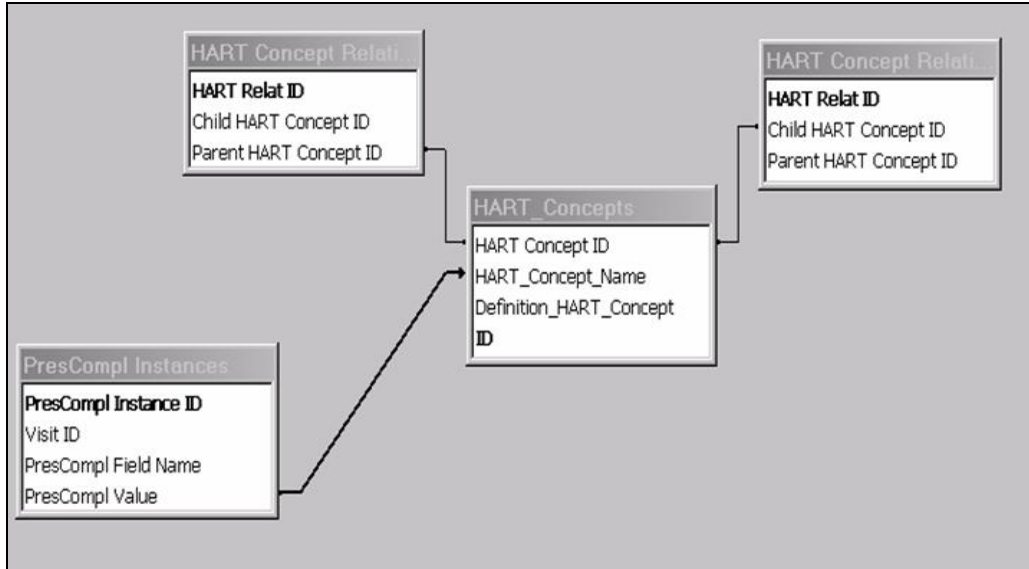 HART Concept Relati...
HART Relat ID
Child HART Concept ID
Parent HART Concept ID
HART Concept Relati...
HART Relat ID
Child HART Concept ID
Parent HART Concept ID
HART_Concepts
HART Concept ID
HART_Concept_Name
Definition_HART_Concept
ID
PresCompl Instances
PresCompl Instance ID
Visit ID
PresCompl Field Name
PresCompl Value